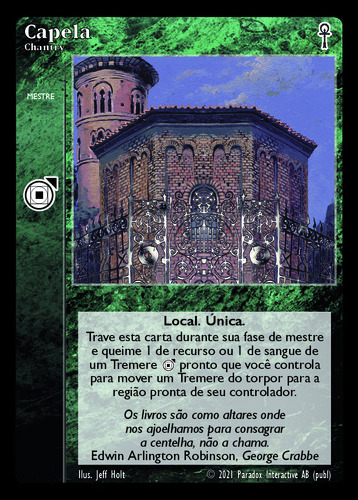 Capela
Chantry
MESTRE
Local. Única.
Trave esta carta durante sua fase de mestre
e queime 1 de recurso ou 1 de sangue de
um Tremere pronto que você controla
para mover um Tremere do torpor para a
região pronta de seu controlador.
Os livros são como altares onde
nos ajoelhamos para consagrar
a centelha, não a chama.
Edwin Arlington Robinson, George Crabbe
Ilus. Jeff Holt
© 2021 Paradox Interactive AB (publ)